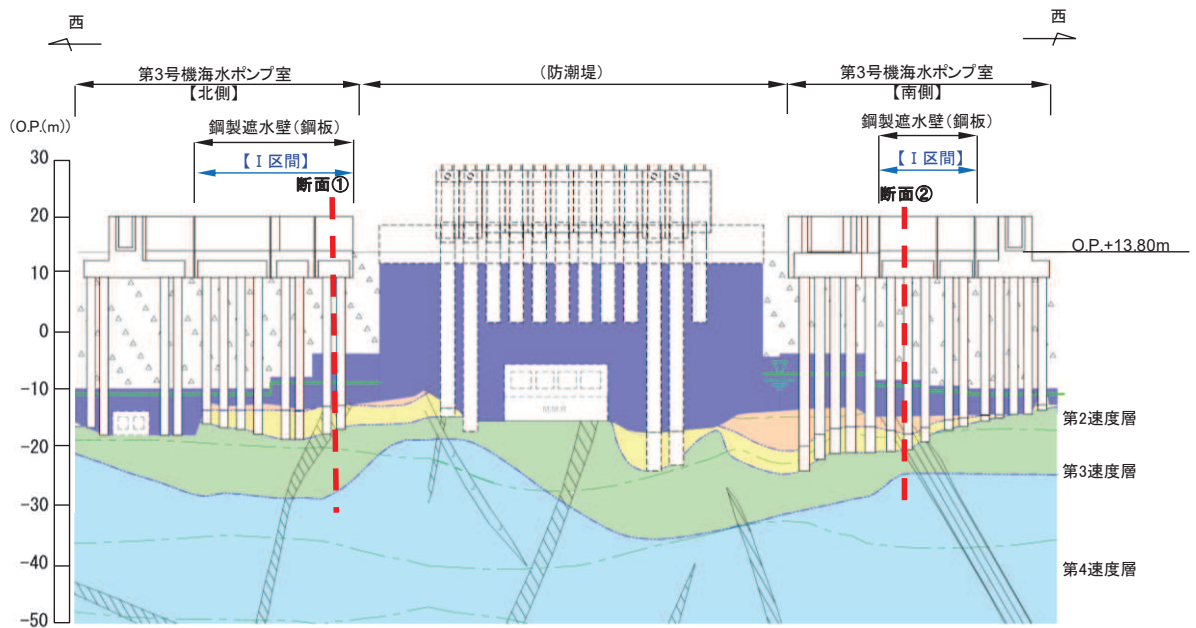 西
西
第3号機海水ポンプ室
【北側】
(防潮堤)
第3号機海水ポンプ室
【南側】
(O.P.(m))
鋼製遮水壁(鋼板)
鋼製遮水壁(鋼板)
【Ⅰ区間】
【Ⅰ区間】
断面①
断面②
30
20
10
0
-10
-20
-30
-40
-50
O.P.+13.80m
M.M.R
第2速度層
第3速度層
第4速度層